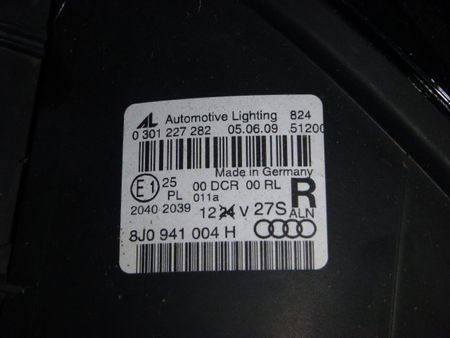 AL Automotive Lighting 824
0 301 227 282 05.06.09 51200
Made in Germany
E1 25 00 DCR 00 RL R
PL 011a
2040 2039 12 24 V 27S ALN
8J0 941 004 H